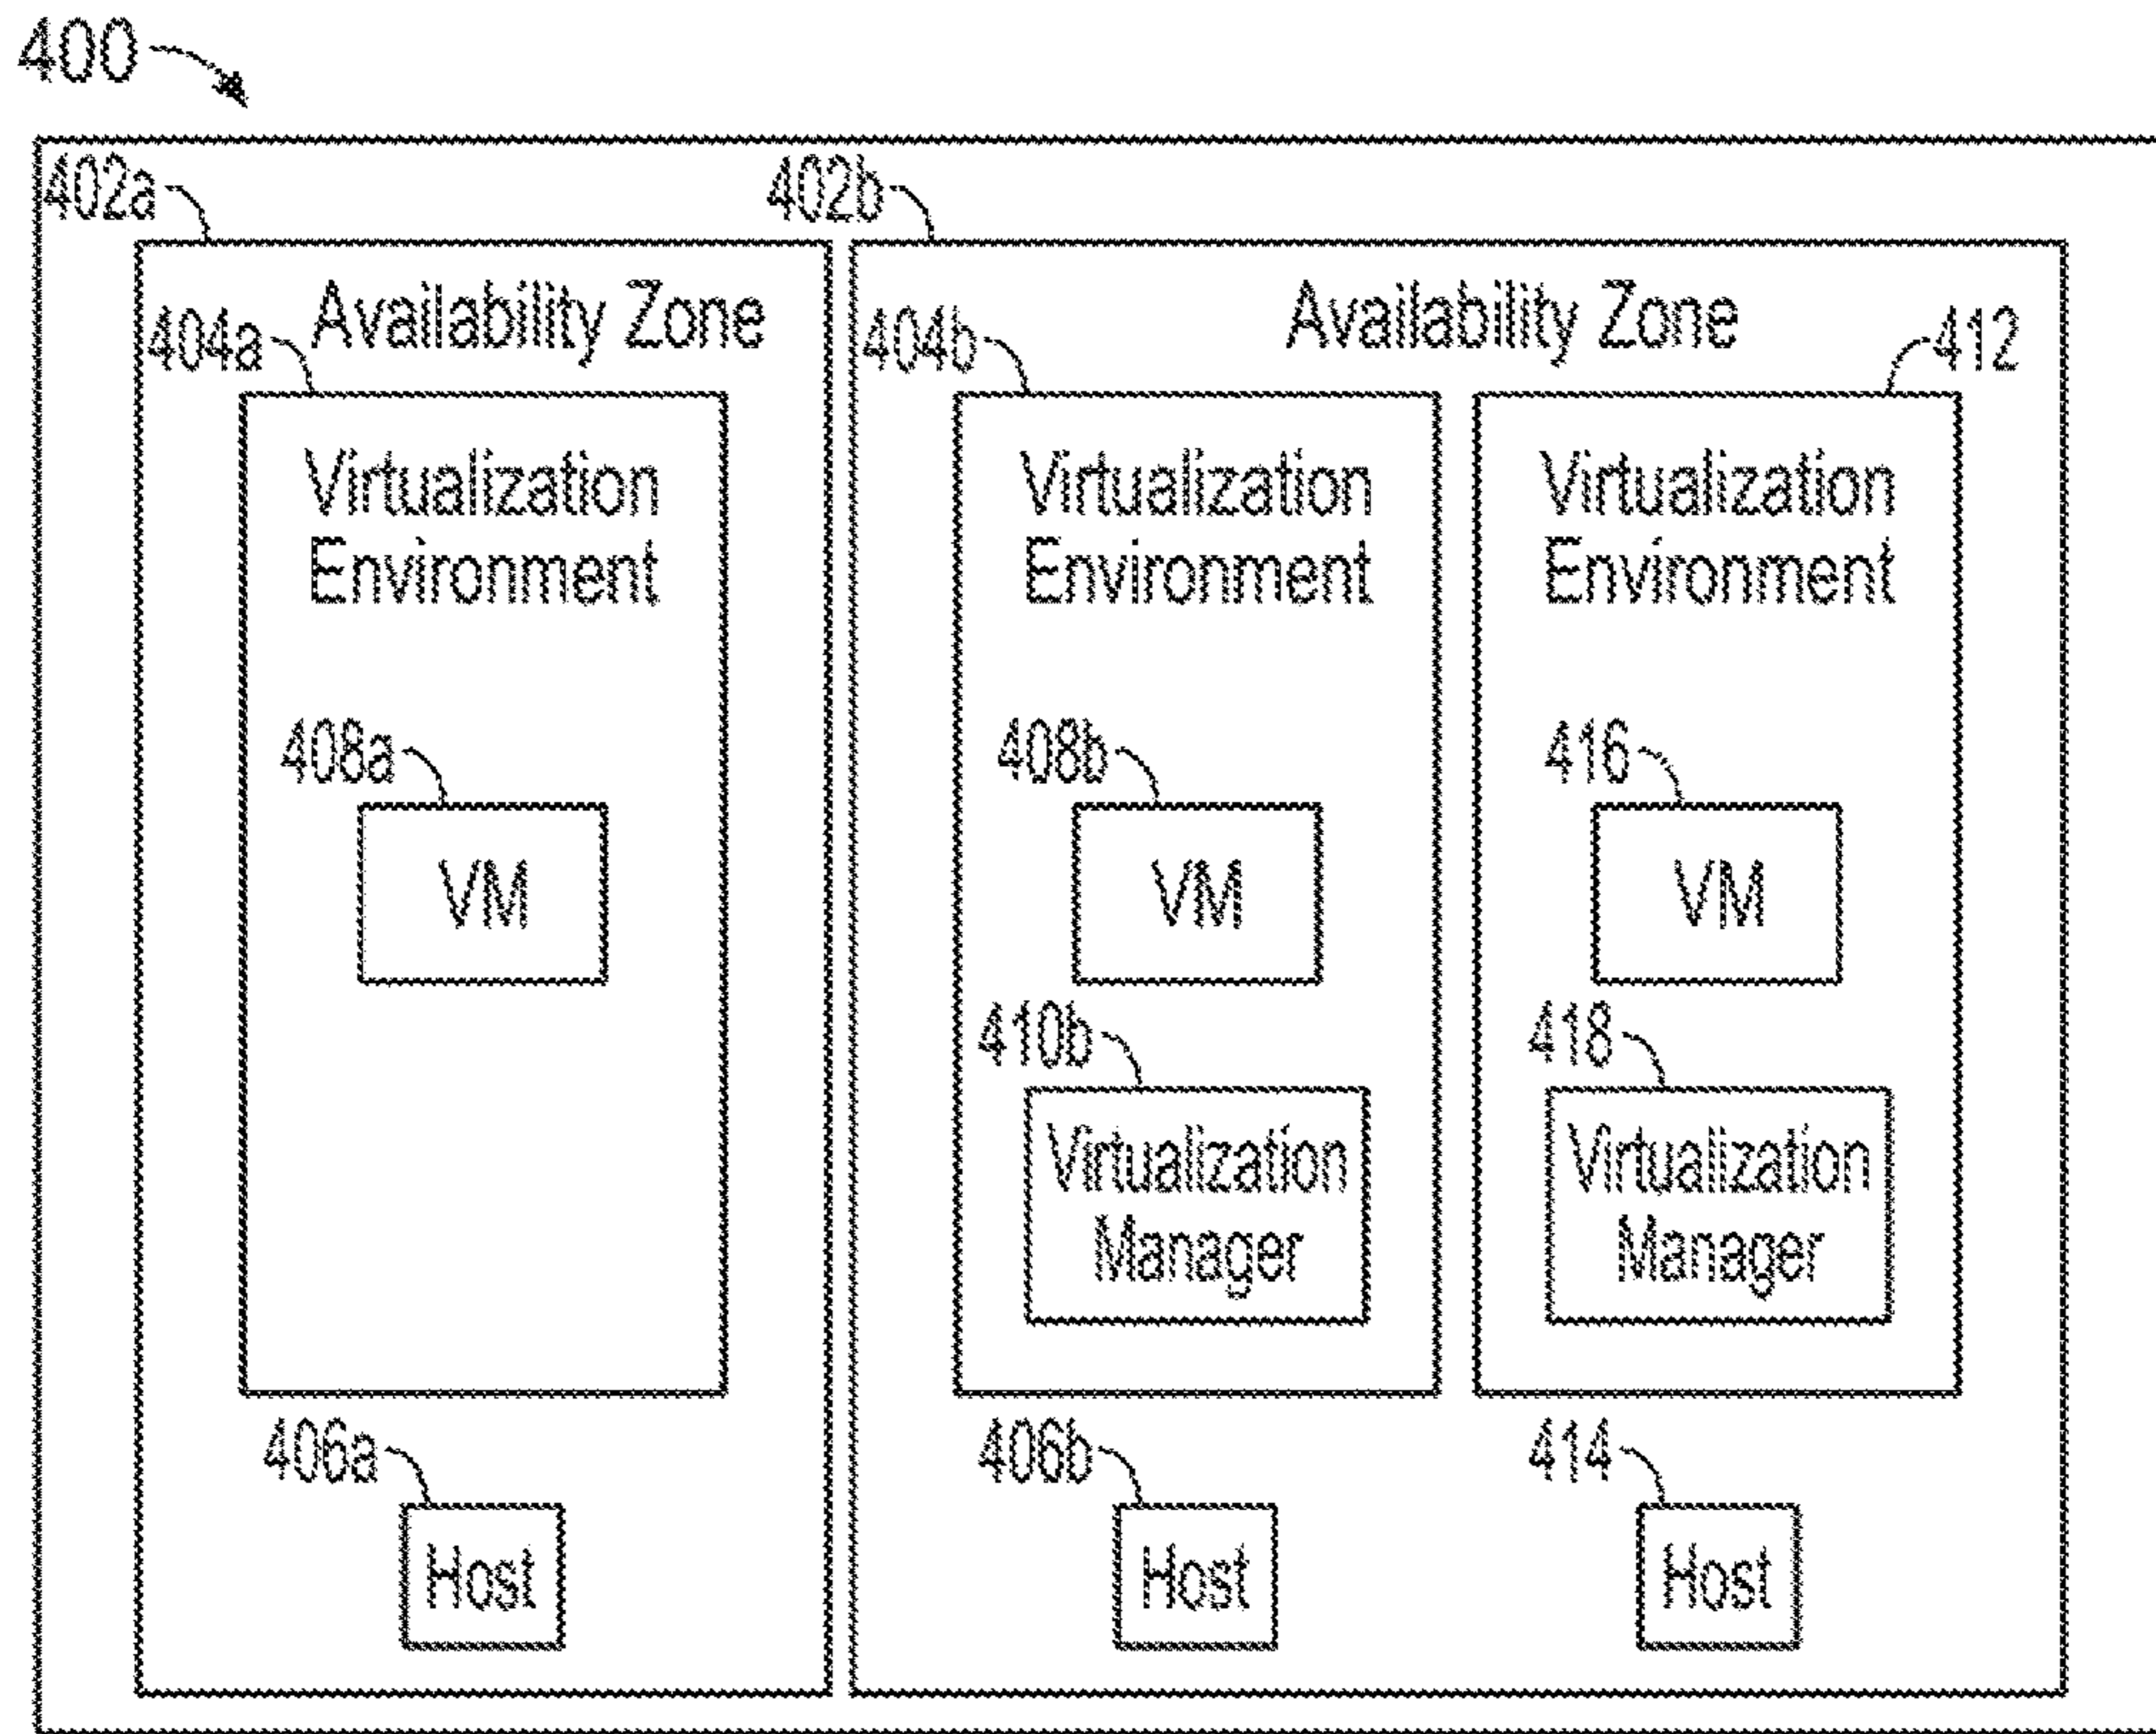 400
402a
402b
Availability Zone
Availability Zone
404a
404b
412
Virtualization
Environment
Virtualization
Environment
Virtualization
Environment
408a
408b
416
VM
VM
VM
410b
418
Virtualization
Manager
Virtualization
Manager
406a
406b
414
Host
Host
Host